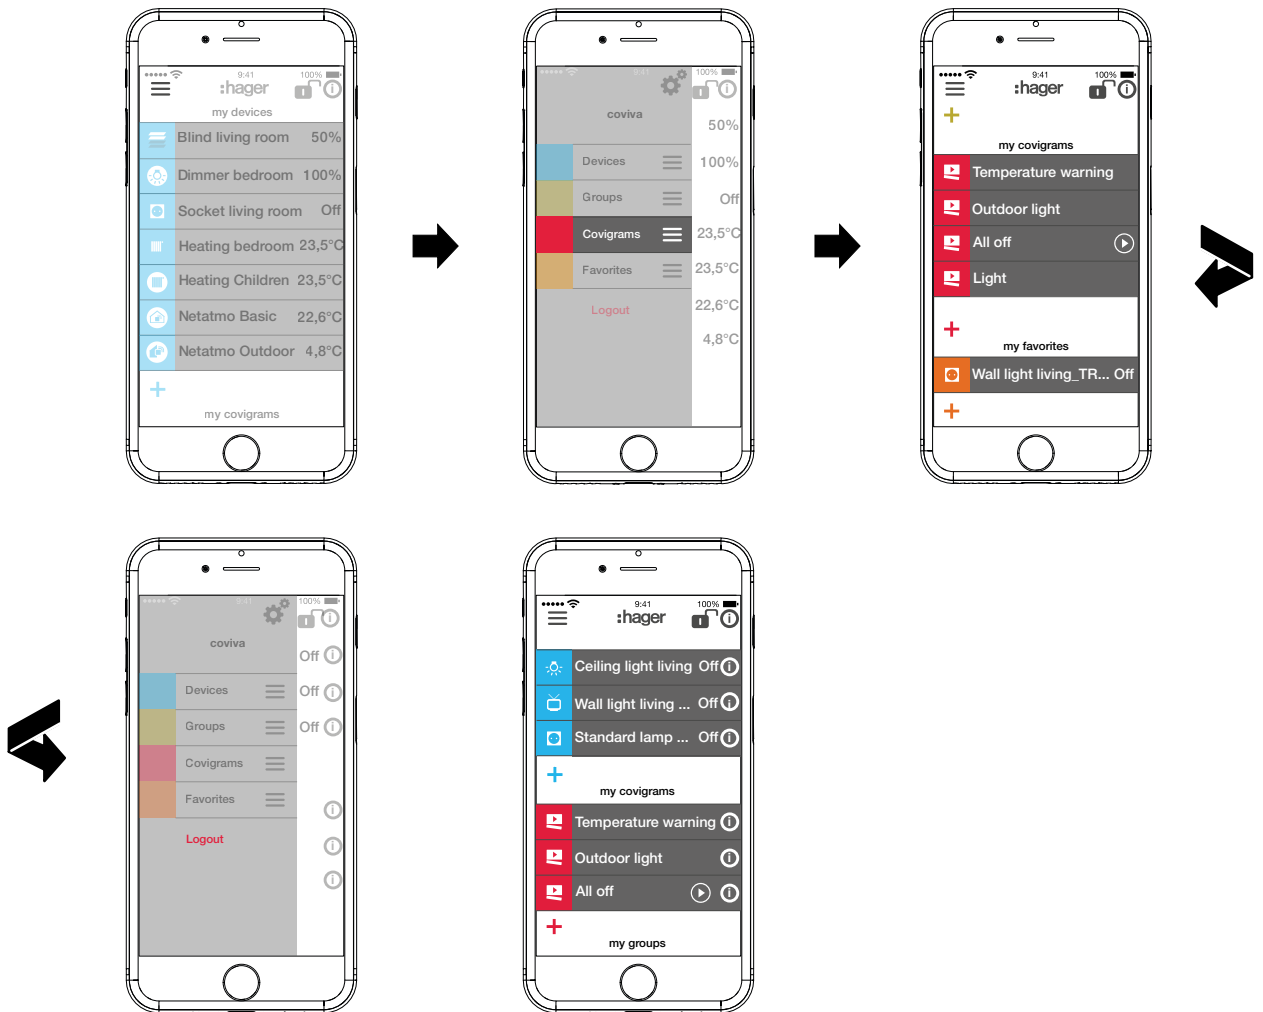 9:41 100%
:hager
my devices
Blind living room 50%
Dimmer bedroom 100%
Socket living room Off
Heating bedroom 23,5°C
Heating Children 23,5°C
Netatmo Basic 22,6°C
Netatmo Outdoor 4,8°C
+
my covigrams
9:41 100%
coviva
50%
Devices 100%
Groups Off
Covigrams 23,5°C
Favorites 23,5°C
Logout 22,6°C
4,8°C
9:41 100%
:hager
+
my covigrams
Temperature warning
Outdoor light
All off
Light
+
my favorites
Wall light living_TR... Off
+
9:41 100%
coviva
Off
Devices Off
Groups Off
Covigrams
Favorites
Logout
9:41 100%
:hager
Ceiling light living Off
Wall light living ... Off
Standard lamp ... Off
+
my covigrams
Temperature warning
Outdoor light
All off
+
my groups